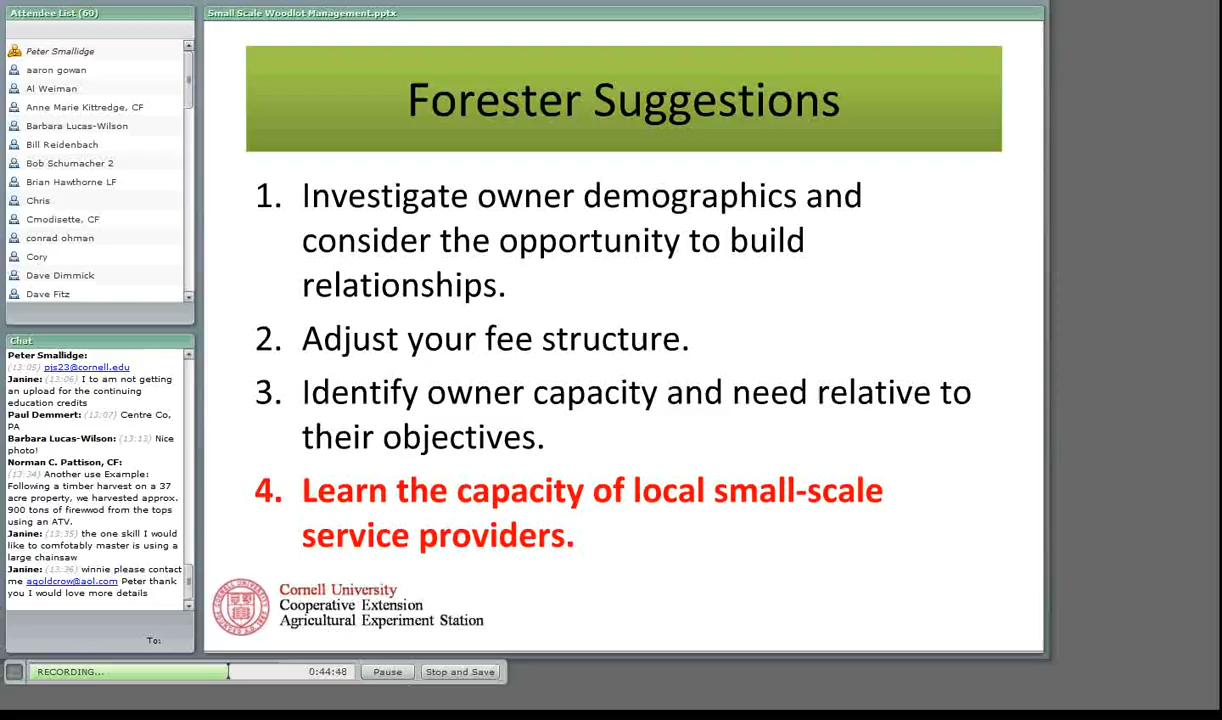 Attendee List (60)
Peter Smallidge
aaron gowan
Al Weiman
Anne Marie Kittredge, CF
Barbara Lucas-Wilson
Bill Reidenbach
Bob Schumacher 2
Brian Hawthorne LF
Chris
Cmodisette, CF
conrad ohman
Cory
Dave Dimmick
Dave Fitz
Chat
Peter Smallidge:
(13:05) pjs23@cornell.edu
Janine: (13:06) I to am not getting
an upload for the continuing
education credits
Paul Demmert: (13:07) Centre Co,
PA
Barbara Lucas-Wilson: (13:13) Nice
photo!
Norman C. Pattison, CF:
(13:34) Another use Example:
Following a timber harvest on a 37
acre property, we harvested approx.
900 tons of firewwod from the tops
using an ATV.
Janine: (13:35) the one skill I would
like to comfotably master is using a
large chainsaw
Janine: (13:36) winnie please contact
me agoldcrow@aol.com Peter thank
you I would love more details
To:
Small Scale Woodlot Management.pptx
Forester Suggestions
1. Investigate owner demographics and
consider the opportunity to build
relationships.
2. Adjust your fee structure.
3. Identify owner capacity and need relative to
their objectives.
4. Learn the capacity of local small-scale
service providers.
Cornell University
Cooperative Extension
Agricultural Experiment Station
RECORDING... 0:44:48 Pause Stop and Save